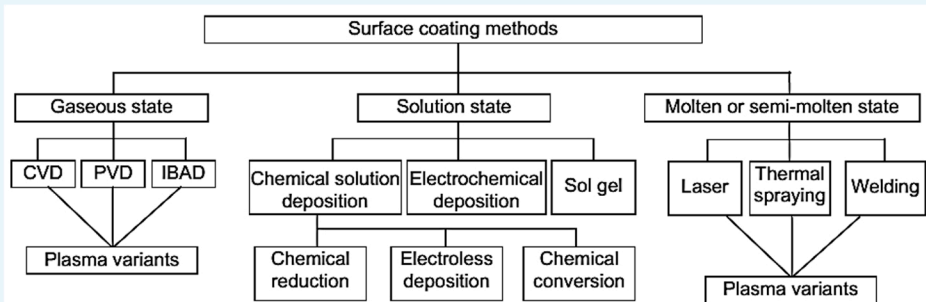 Surface coating methods
Gaseous state
Solution state
Molten or semi-molten state
CVD
PVD
IBAD
Chemical solution
deposition
Electrochemical
deposition
Sol gel
Laser
Thermal
spraying
Welding
Plasma variants
Chemical
reduction
Electroless
deposition
Chemical
conversion
Plasma variants